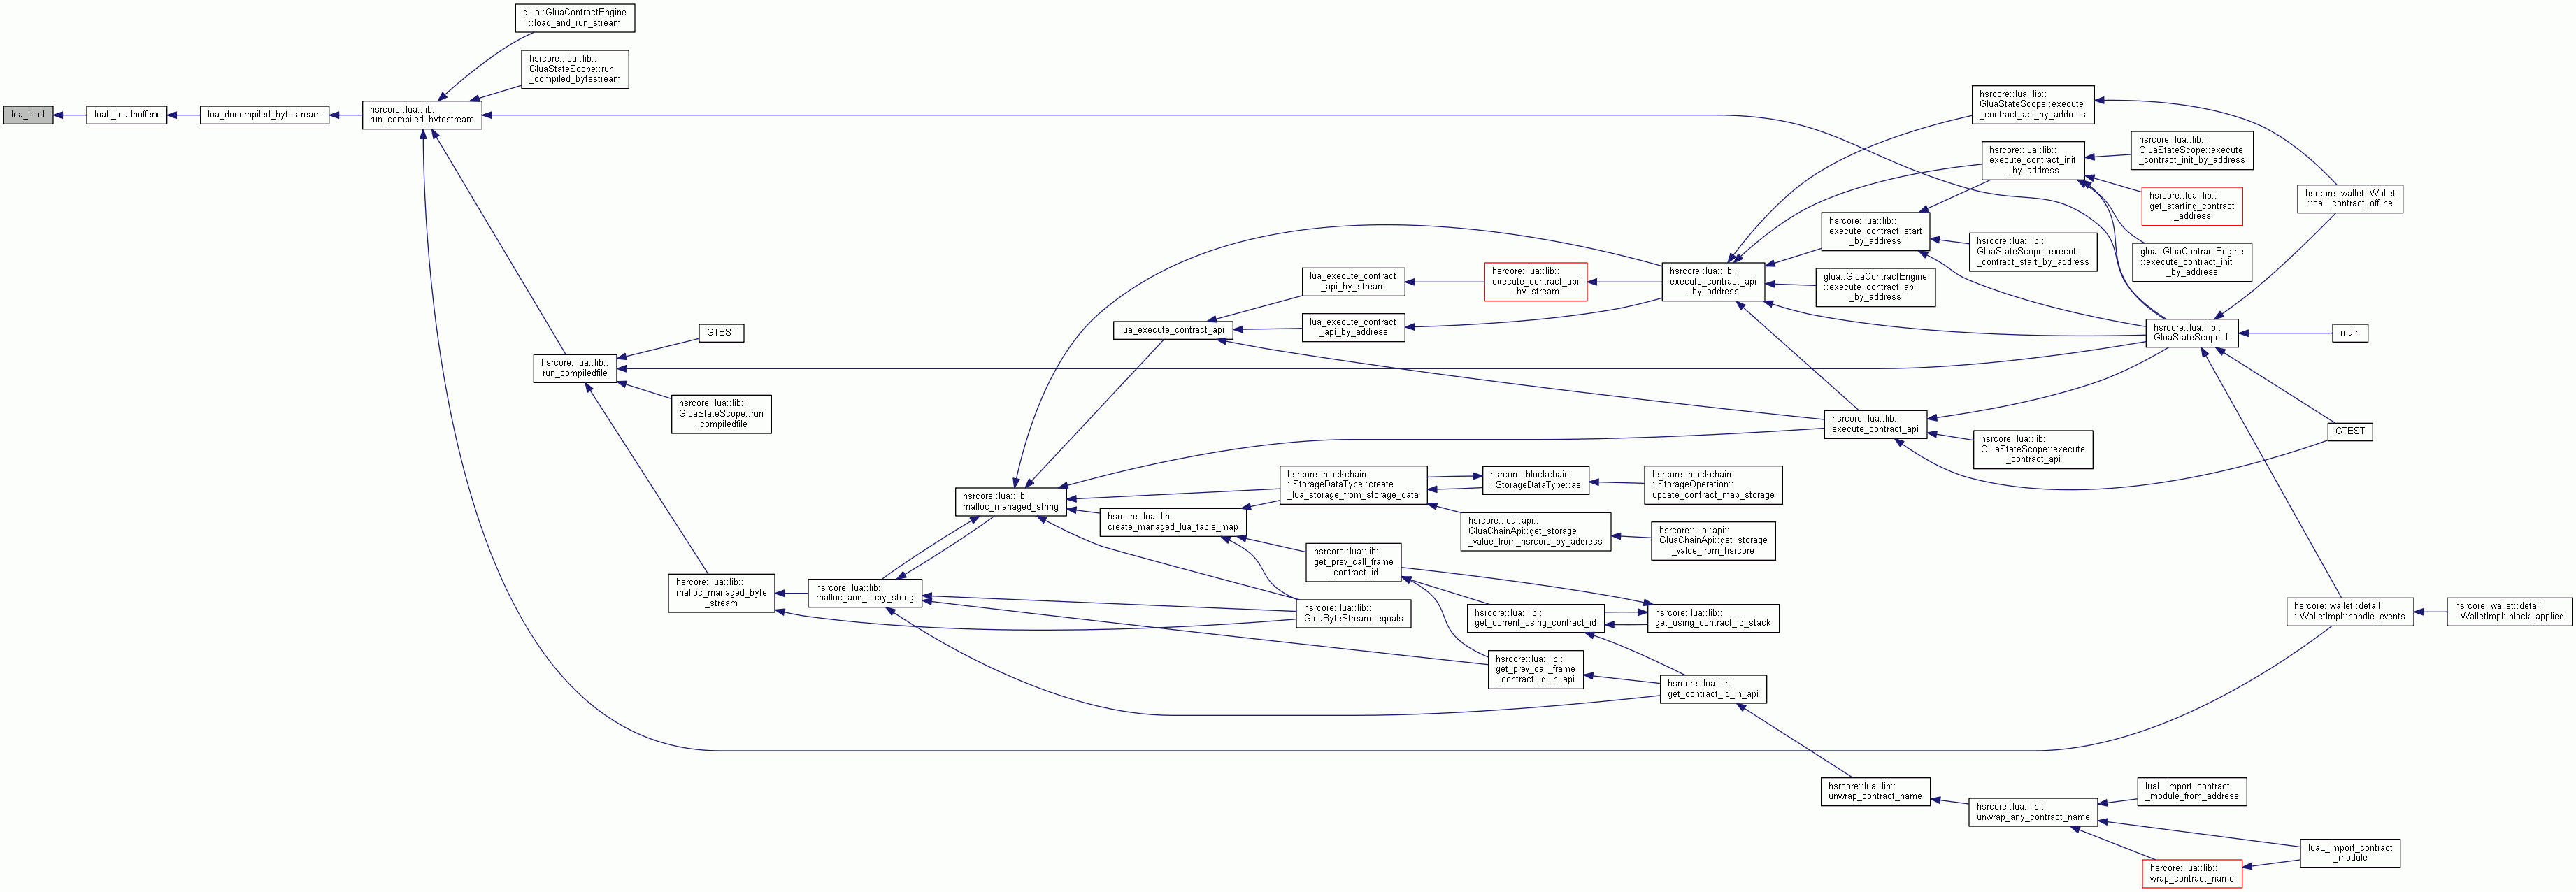 glua::GluaContractEngine
::load_and_run_stream
hsrcore::lua::lib::
GluaStateScope::run
_compiled_bytestream
lua_load
luaL_loadbufferx
lua_docompiled_bytestream
hsrcore::lua::lib::
run_compiled_bytestream
GTEST
hsrcore::lua::lib::
run_compiledfile
hsrcore::lua::lib::
GluaStateScope::run
_compiledfile
hsrcore::lua::lib::
malloc_managed_byte
_stream
hsrcore::lua::lib::
malloc_and_copy_string
hsrcore::lua::lib::
malloc_managed_string
lua_execute_contract_api
hsrcore::lua::lib::
create_managed_lua_table_map
lua_execute_contract
_api_by_stream
lua_execute_contract
_api_by_address
hsrcore::blockchain
::StorageDataType::create
_lua_storage_from_storage_data
hsrcore::lua::lib::
get_prev_call_frame
_contract_id
hsrcore::lua::lib::
GluaByteStream::equals
hsrcore::lua::lib::
execute_contract_api
_by_stream
hsrcore::blockchain
::StorageDataType::as
hsrcore::lua::api::
GluaChainApi::get_storage
_value_from_hsrcore_by_address
hsrcore::lua::lib::
get_current_using_contract_id
hsrcore::lua::lib::
get_prev_call_frame
_contract_id_in_api
hsrcore::lua::lib::
execute_contract_api
_by_address
hsrcore::blockchain
::StorageOperation::
update_contract_map_storage
hsrcore::lua::api::
GluaChainApi::get_storage
_value_from_hsrcore
hsrcore::lua::lib::
get_using_contract_id_stack
hsrcore::lua::lib::
get_contract_id_in_api
hsrcore::lua::lib::
execute_contract_start
_by_address
glua::GluaContractEngine
::execute_contract_api
_by_address
hsrcore::lua::lib::
execute_contract_api
hsrcore::lua::lib::
unwrap_contract_name
hsrcore::lua::lib::
GluaStateScope::execute
_contract_api_by_address
hsrcore::lua::lib::
execute_contract_init
_by_address
hsrcore::lua::lib::
GluaStateScope::execute
_contract_start_by_address
hsrcore::lua::lib::
GluaStateScope::execute
_contract_api
hsrcore::lua::lib::
unwrap_any_contract_name
hsrcore::lua::lib::
GluaStateScope::execute
_contract_init_by_address
hsrcore::lua::lib::
get_starting_contract
_address
glua::GluaContractEngine
::execute_contract_init
_by_address
hsrcore::lua::lib::
GluaStateScope::L
luaL_import_contract
_module_from_address
hsrcore::lua::lib::
wrap_contract_name
hsrcore::wallet::Wallet
::call_contract_offline
main
GTEST
hsrcore::wallet::detail
::WalletImpl::handle_events
luaL_import_contract
_module
hsrcore::wallet::detail
::WalletImpl::block_applied